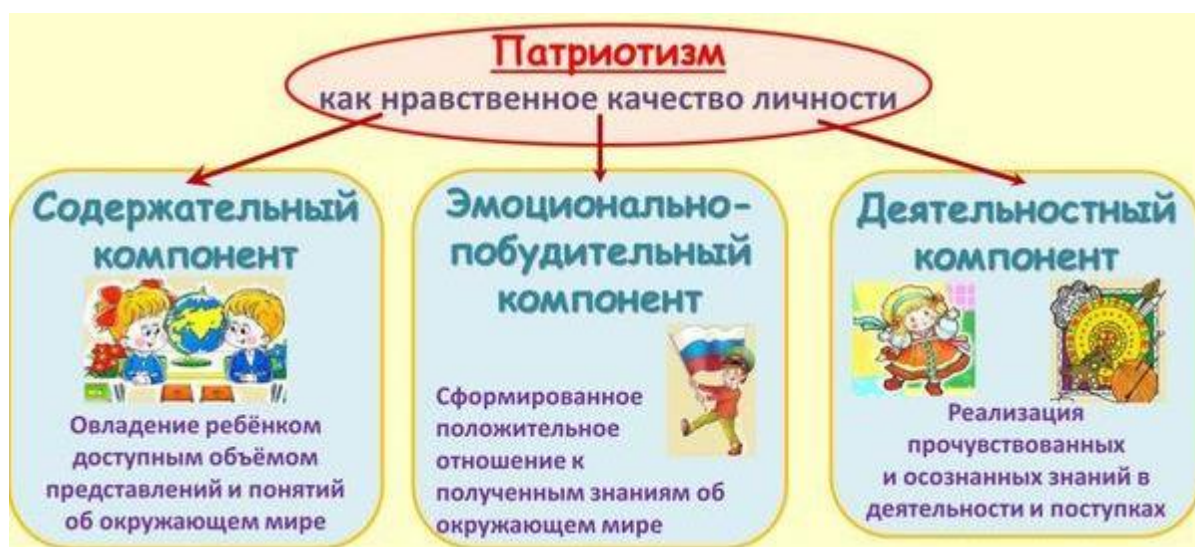 Патриотизм
как нравственное качество личности
Содержательный
компонент
Овладение ребёнком
доступным объёмом
представлений и понятий
об окружающем мире
Эмоционально-
побудительный
компонент
Сформированное
положительное
отношение к
полученным знаниям об
окружающем мире
Деятельностный
компонент
Реализация
прочувствованных
и осознанных знаний в
деятельности и поступках